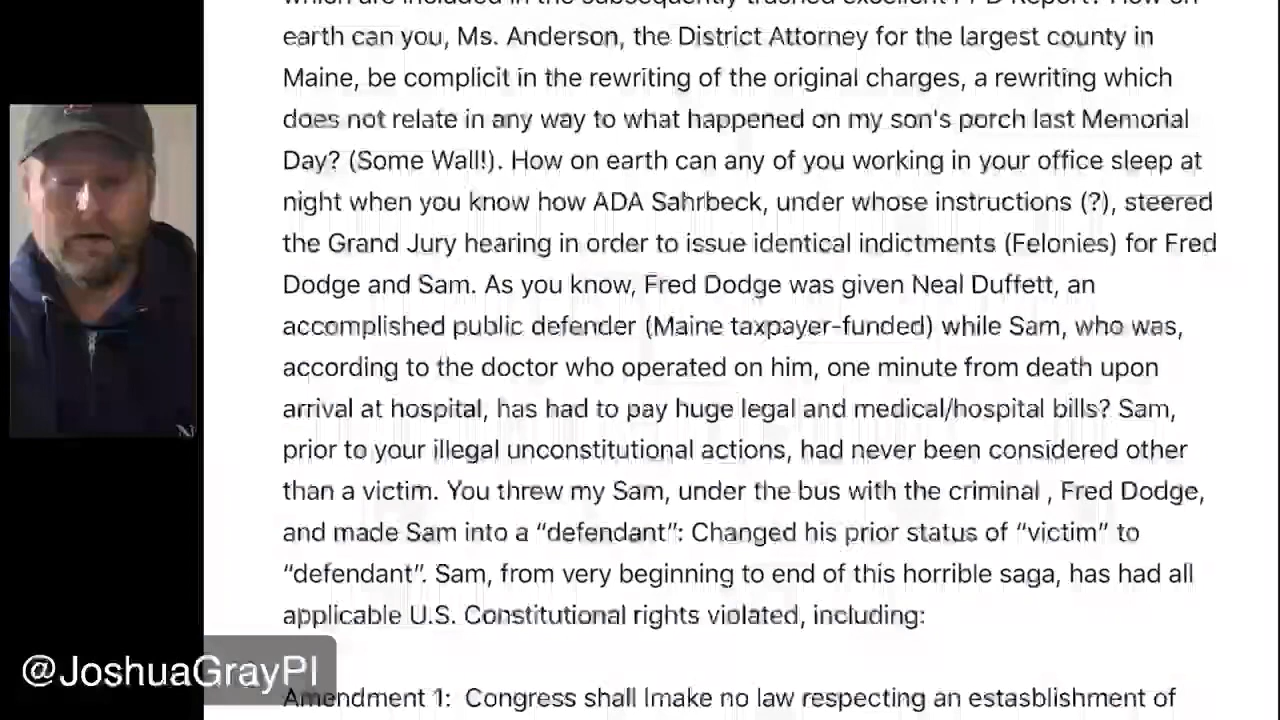 which are included in the subsequently trashed excellent PPD Report? How on
earth can you, Ms. Anderson, the District Attorney for the largest county in
Maine, be complicit in the rewriting of the original charges, a rewriting which
does not relate in any way to what happened on my son's porch last Memorial
Day? (Some Wall!). How on earth can any of you working in your office sleep at
night when you know how ADA Sahrbeck, under whose instructions (?), steered
the Grand Jury hearing in order to issue identical indictments (Felonies) for Fred
Dodge and Sam. As you know, Fred Dodge was given Neal Duffett, an
accomplished public defender (Maine taxpayer-funded) while Sam, who was,
according to the doctor who operated on him, one minute from death upon
arrival at hospital, has had to pay huge legal and medical/hospital bills? Sam,
prior to your illegal unconstitutional actions, had never been considered other
than a victim. You threw my Sam, under the bus with the criminal , Fred Dodge,
and made Sam into a “defendant”: Changed his prior status of “victim” to
“defendant”. Sam, from very beginning to end of this horrible saga, has had all
applicable U.S. Constitutional rights violated, including:
@JoshuaGrayPI
Amendment 1: Congress shall lmake no law respecting an estasblishment of